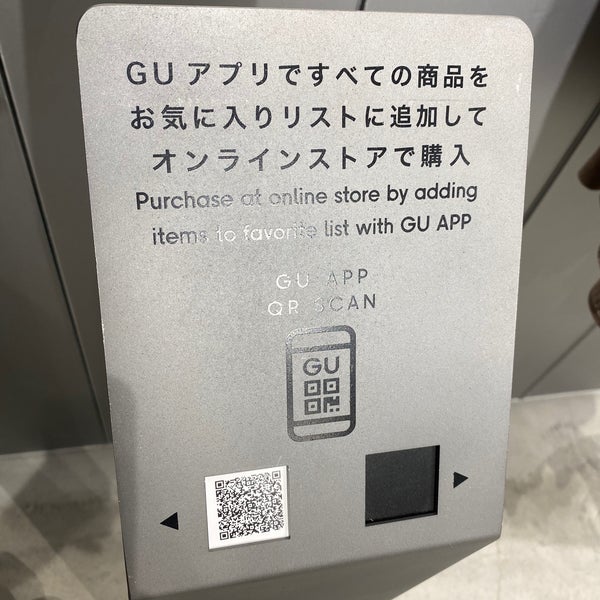 GU アプリですべての商品を
お気に入りリストに追加して
オンラインストアで購入
Purchase at online store by adding
items to favorite list with GU APP
GU APP
QR SCAN
GU